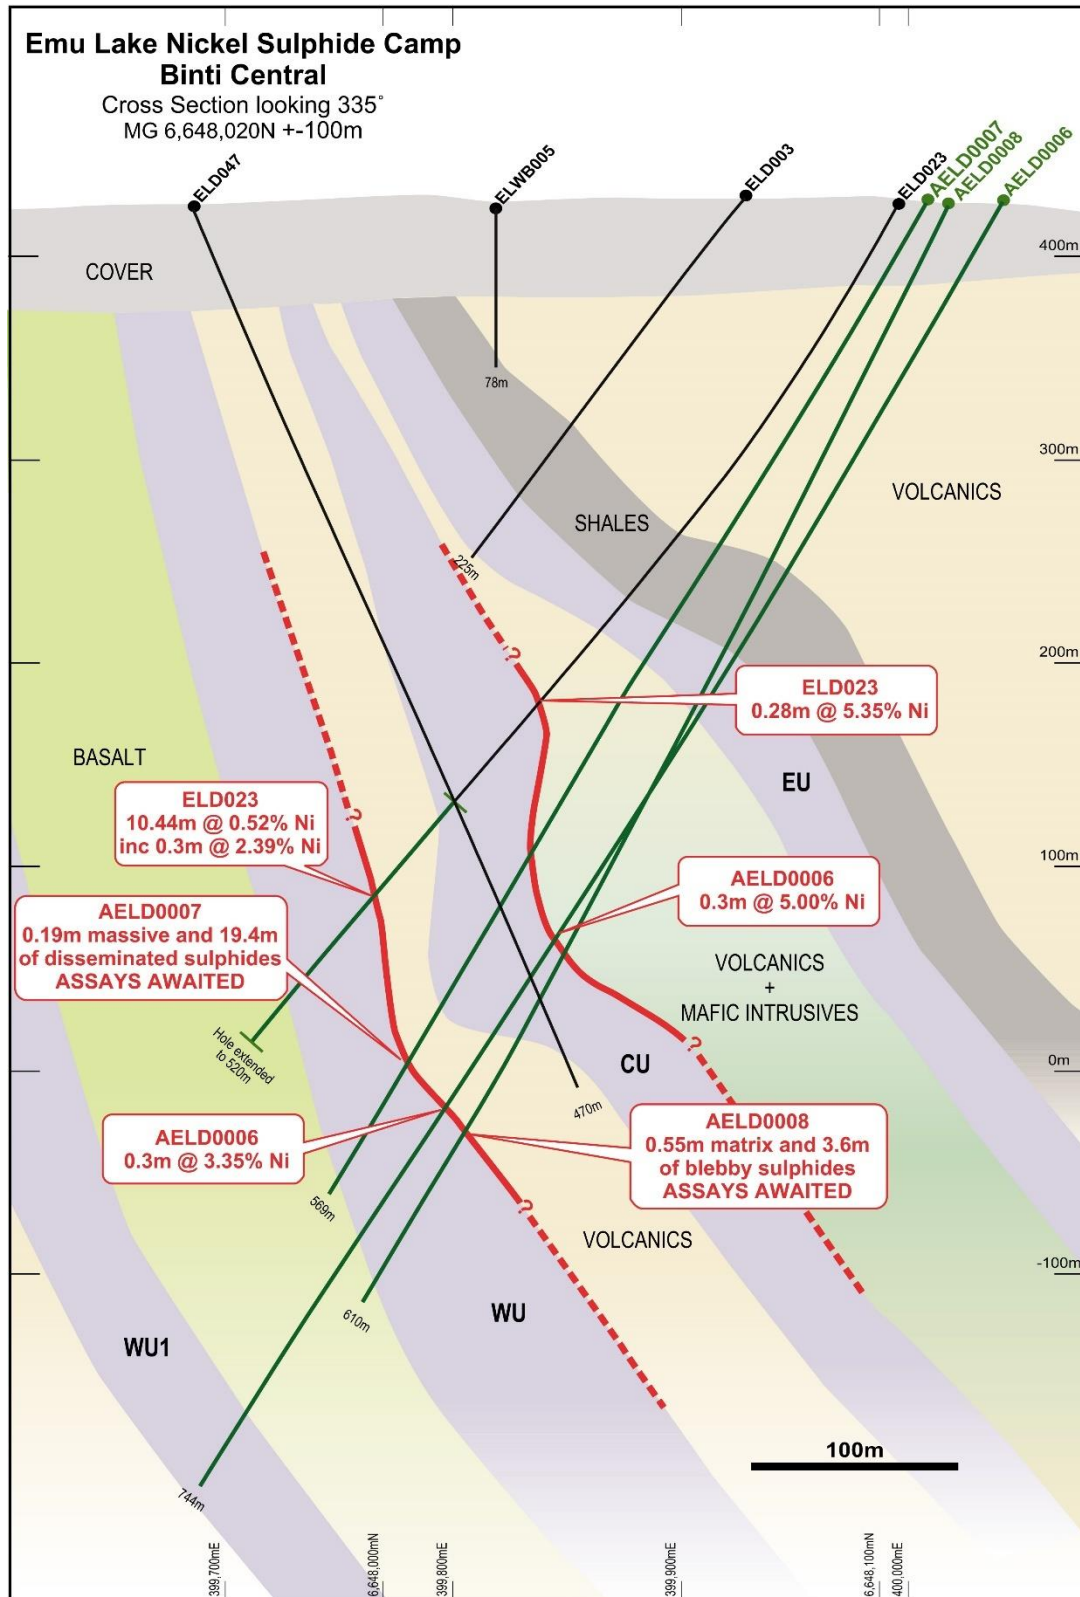 Emu Lake Nickel Sulphide Camp
Binti Central
Cross Section looking 335°
MG 6,648,020N +-100m
ELD047
ELWB005
ELD003
ELD023
AELD0007
AELD0008
AELD0006
400m
COVER
78m
300m
VOLCANICS
SHALES
225m
?
200m
ELD023
0.28m @ 5.35% Ni
BASALT
EU
ELD023
10.44m @ 0.52% Ni
inc 0.3m @ 2.39% Ni
?
100m
AELD0006
0.3m @ 5.00% Ni
AELD0007
0.19m massive and 19.4m
of disseminated sulphides
ASSAYS AWAITED
VOLCANICS
+
MAFIC INTRUSIVES
Hole extended
to 520m
?
0m
CU
470m
AELD0006
0.3m @ 3.35% Ni
AELD0008
0.55m matrix and 3.6m
of blebby sulphides
ASSAYS AWAITED
569m
?
VOLCANICS
-100m
610m
WU
WU1
100m
744m
399,700mE
6,648,000mN
399,800mE
399,900mE
6,648,100mN
400,000mE